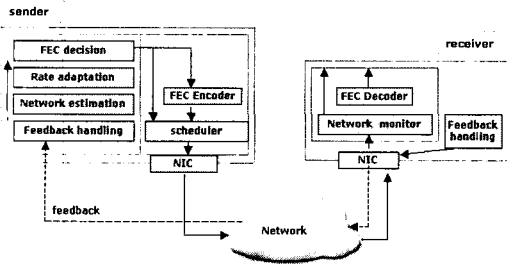 sender
receiver
FEC decision
Rate adaptation
Network estimation
Feedback handling
FEC Encoder
scheduler
NIC
FEC Decoder
Network monitor
Feedback
handling
NIC
feedback
Network